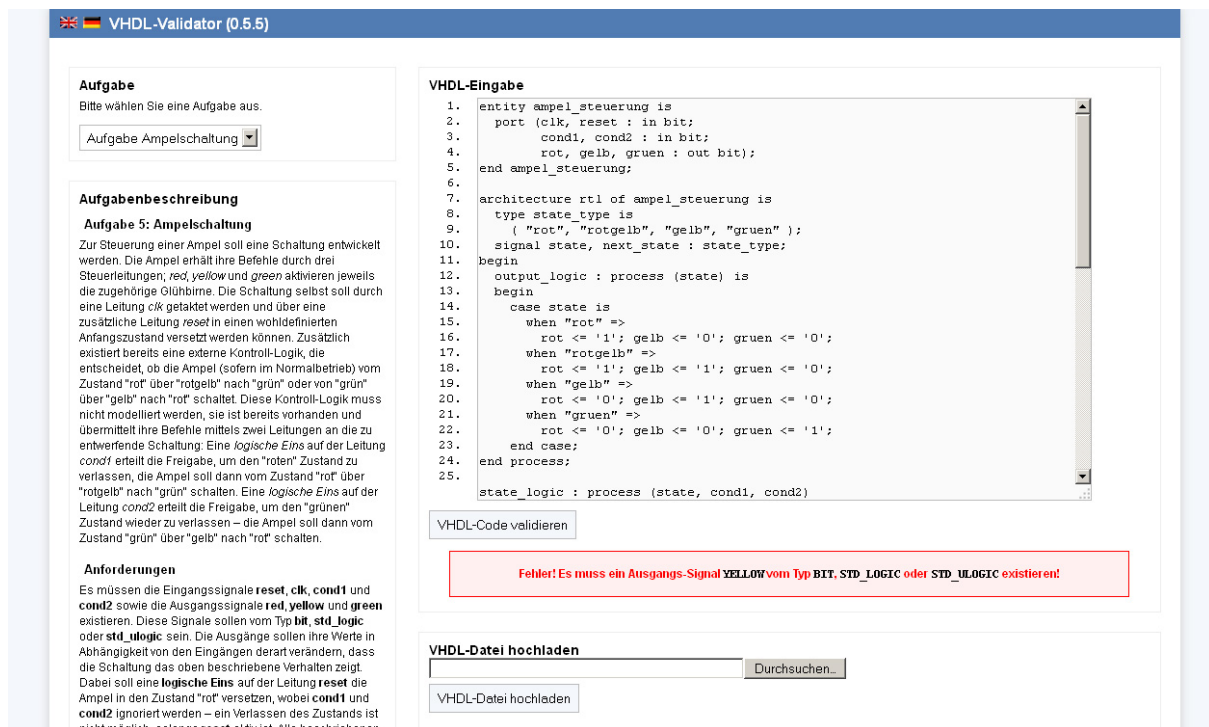 VHDL-Validator (0.5.5)
Aufgabe
Bitte wählen Sie eine Aufgabe aus.
Aufgabe Ampelschaltung
Aufgabenbeschreibung
Aufgabe 5: Ampelschaltung
Zur Steuerung einer Ampel soll eine Schaltung entwickelt
werden. Die Ampel erhält ihre Befehle durch drei
Steuerleitungen; red, yellow und green aktivieren jeweils
die zugehörige Glühbirne. Die Schaltung selbst soll durch
eine Leitung clk getaktet werden und über eine
zusätzliche Leitung reset in einen wohldefinierten
Anfangszustand versetzt werden können. Zusätzlich
existiert bereits eine externe Kontroll-Logik, die
entscheidet, ob die Ampel (sofern im Normalbetrieb) vom
Zustand "rot" über "rotgelb" nach "grün" oder von "grün"
über "gelb" nach "rot" schaltet. Diese Kontroll-Logik muss
nicht modelliert werden, sie ist bereits vorhanden und
übermittelt ihre Befehle mittels zwei Leitungen an die zu
entwerfende Schaltung: Eine logische Eins auf der Leitung
cond1 erteilt die Freigabe, um den "roten" Zustand zu
verlassen, die Ampel soll dann vom Zustand "rot" über
"rotgelb" nach "grün" schalten. Eine logische Eins auf der
Leitung cond2 erteilt die Freigabe, um den "grünen"
Zustand wieder zu verlassen – die Ampel soll dann vom
Zustand "grün" über "gelb" nach "rot" schalten.
Anforderungen
Es müssen die Eingangssignale reset, clk, cond1 und
cond2 sowie die Ausgangssignale red, yellow und green
existieren. Diese Signale sollen vom Typ bit, std_logic
oder std_ulogic sein. Die Ausgänge sollen ihre Werte in
Abhängigkeit von den Eingängen derart verändern, dass
die Schaltung das oben beschriebene Verhalten zeigt.
Dabei soll eine logische Eins auf der Leitung reset die
Ampel in den Zustand "rot" versetzen, wobei cond1 und
cond2 ignoriert werden – ein Verlassen des Zustands ist
VHDL-Eingabe
1. entity ampel_steuerung is
2. port (clk, reset : in bit;
3. cond1, cond2 : in bit;
4. rot, gelb, gruen : out bit);
5. end ampel_steuerung;
6.
7. architecture rtl of ampel_steuerung is
8. type state_type is
9. ( "rot", "rotgelb", "gelb", "gruen" );
10. signal state, next_state : state_type;
11. begin
12. output_logic : process (state) is
13. begin
14. case state is
15. when "rot" =>
16. rot <= '1'; gelb <= '0'; gruen <= '0';
17. when "rotgelb" =>
18. rot <= '1'; gelb <= '1'; gruen <= '0';
19. when "gelb" =>
20. rot <= '0'; gelb <= '1'; gruen <= '0';
21. when "gruen" =>
22. rot <= '0'; gelb <= '0'; gruen <= '1';
23. end case;
24. end process;
25.
state_logic : process (state, cond1, cond2)
VHDL-Code validieren
Fehler! Es muss ein Ausgangs-Signal YELLOW vom Typ BIT, STD_LOGIC oder STD_ULOGIC existieren!
VHDL-Datei hochladen
Durchsuchen...
VHDL-Datei hochladen